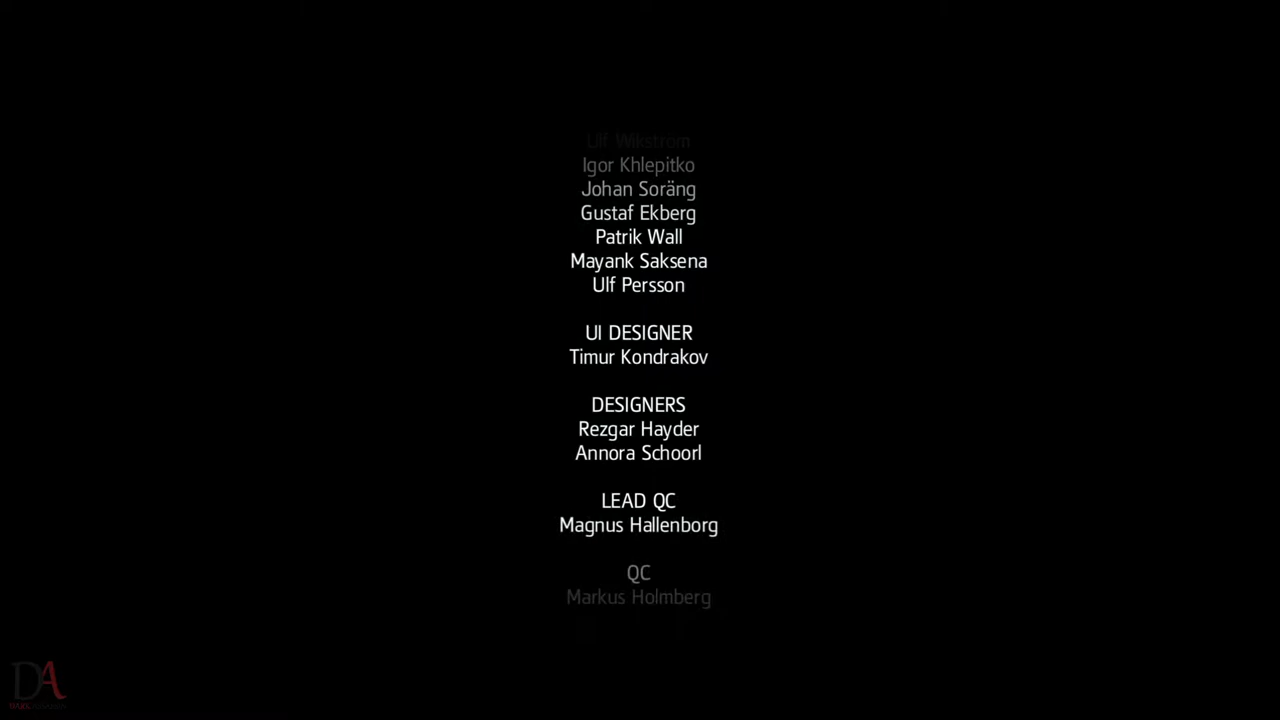 Ulf Wikström
Igor Khlepitko
Johan Soräng
Gustaf Ekberg
Patrik Wall
Mayank Saksena
Ulf Persson
UI DESIGNER
Timur Kondrakov
DESIGNERS
Rezgar Hayder
Annora Schoorl
LEAD QC
Magnus Hallenborg
QC
Markus Holmberg
DA